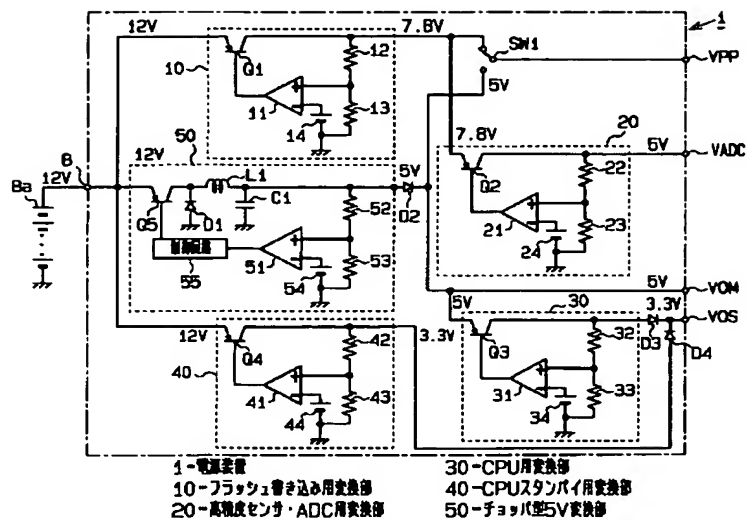 1
12V
7.8V
SW1
VPP
10
Q1
12
5V
11
13
14
7.8V
20
50
12V
5V
VADC
B
L1
5V
Q2
22
Ba
12V
C1
D2
Q5
D1
52
21
23
制御回路
24
51
53
55
54
5V
VOM
5V
30
3.3V
VOS
12V
3.3V
Q4
42
Q3
32
D3
D4
40
41
43
31
33
44
34
1-電源装置
30-CPU用変換部
10-フラッシュ書き込み用変換部
40-CPUスタンバイ用変換部
20-高精度センサ・ADC用変換部
50-チョッパ型5V変換部